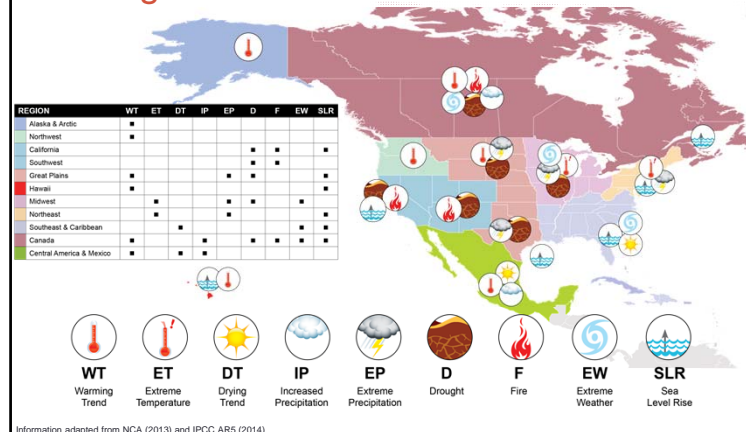 REGION WT ET DT IP EP D F EW SLR
Alaska & Arctic ■
Northwest ■
California ■ ■ ■
Southwest ■ ■
Great Plains ■ ■ ■ ■
Hawaii ■ ■
Midwest ■ ■ ■ ■
Northeast ■ ■ ■
Southeast & Caribbean ■ ■ ■
Canada ■ ■ ■ ■ ■ ■
Central America & Mexico ■ ■ ■
WT ET DT IP EP D F EW SLR
Warming Extreme Drying Increased Extreme Drought Fire Extreme Sea
Trend Temperature Trend Precipitation Precipitation Weather Level Rise
Information adapted from NCA (2013) and IPCC AR5 (2014)